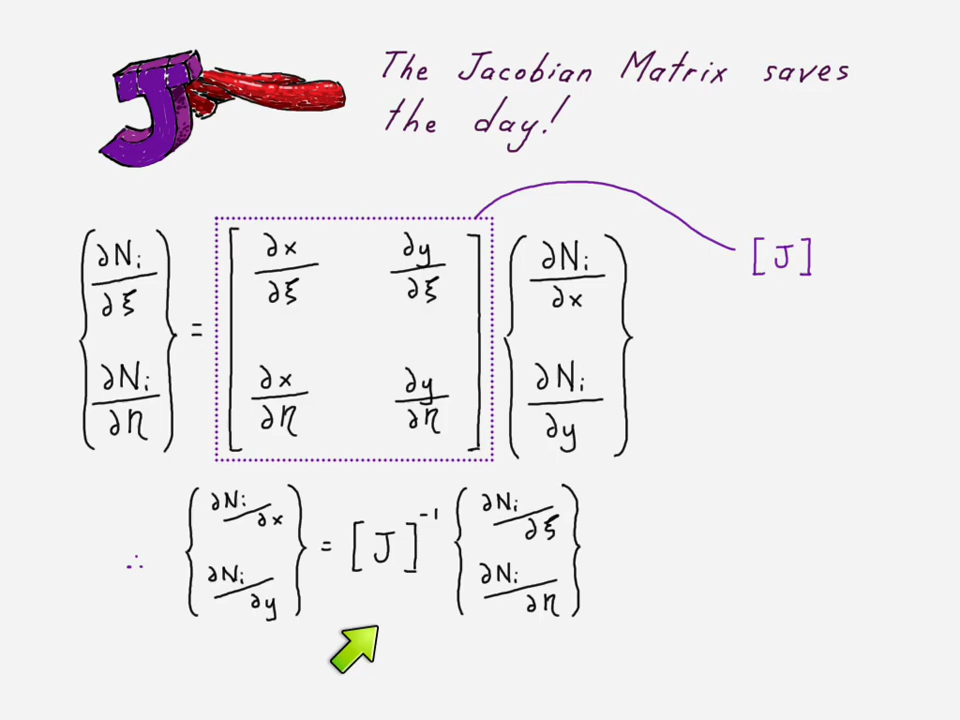 J The Jacobian Matrix saves
the day!
[J]
{∂Nᵢ/∂ξ ∂Nᵢ/∂η} = [∂x/∂ξ ∂y/∂ξ ∂x/∂η ∂y/∂η] {∂Nᵢ/∂x ∂Nᵢ/∂y}
∴ {∂Nᵢ/∂x ∂Nᵢ/∂y} = [J]⁻¹ {∂Nᵢ/∂ξ ∂Nᵢ/∂η}